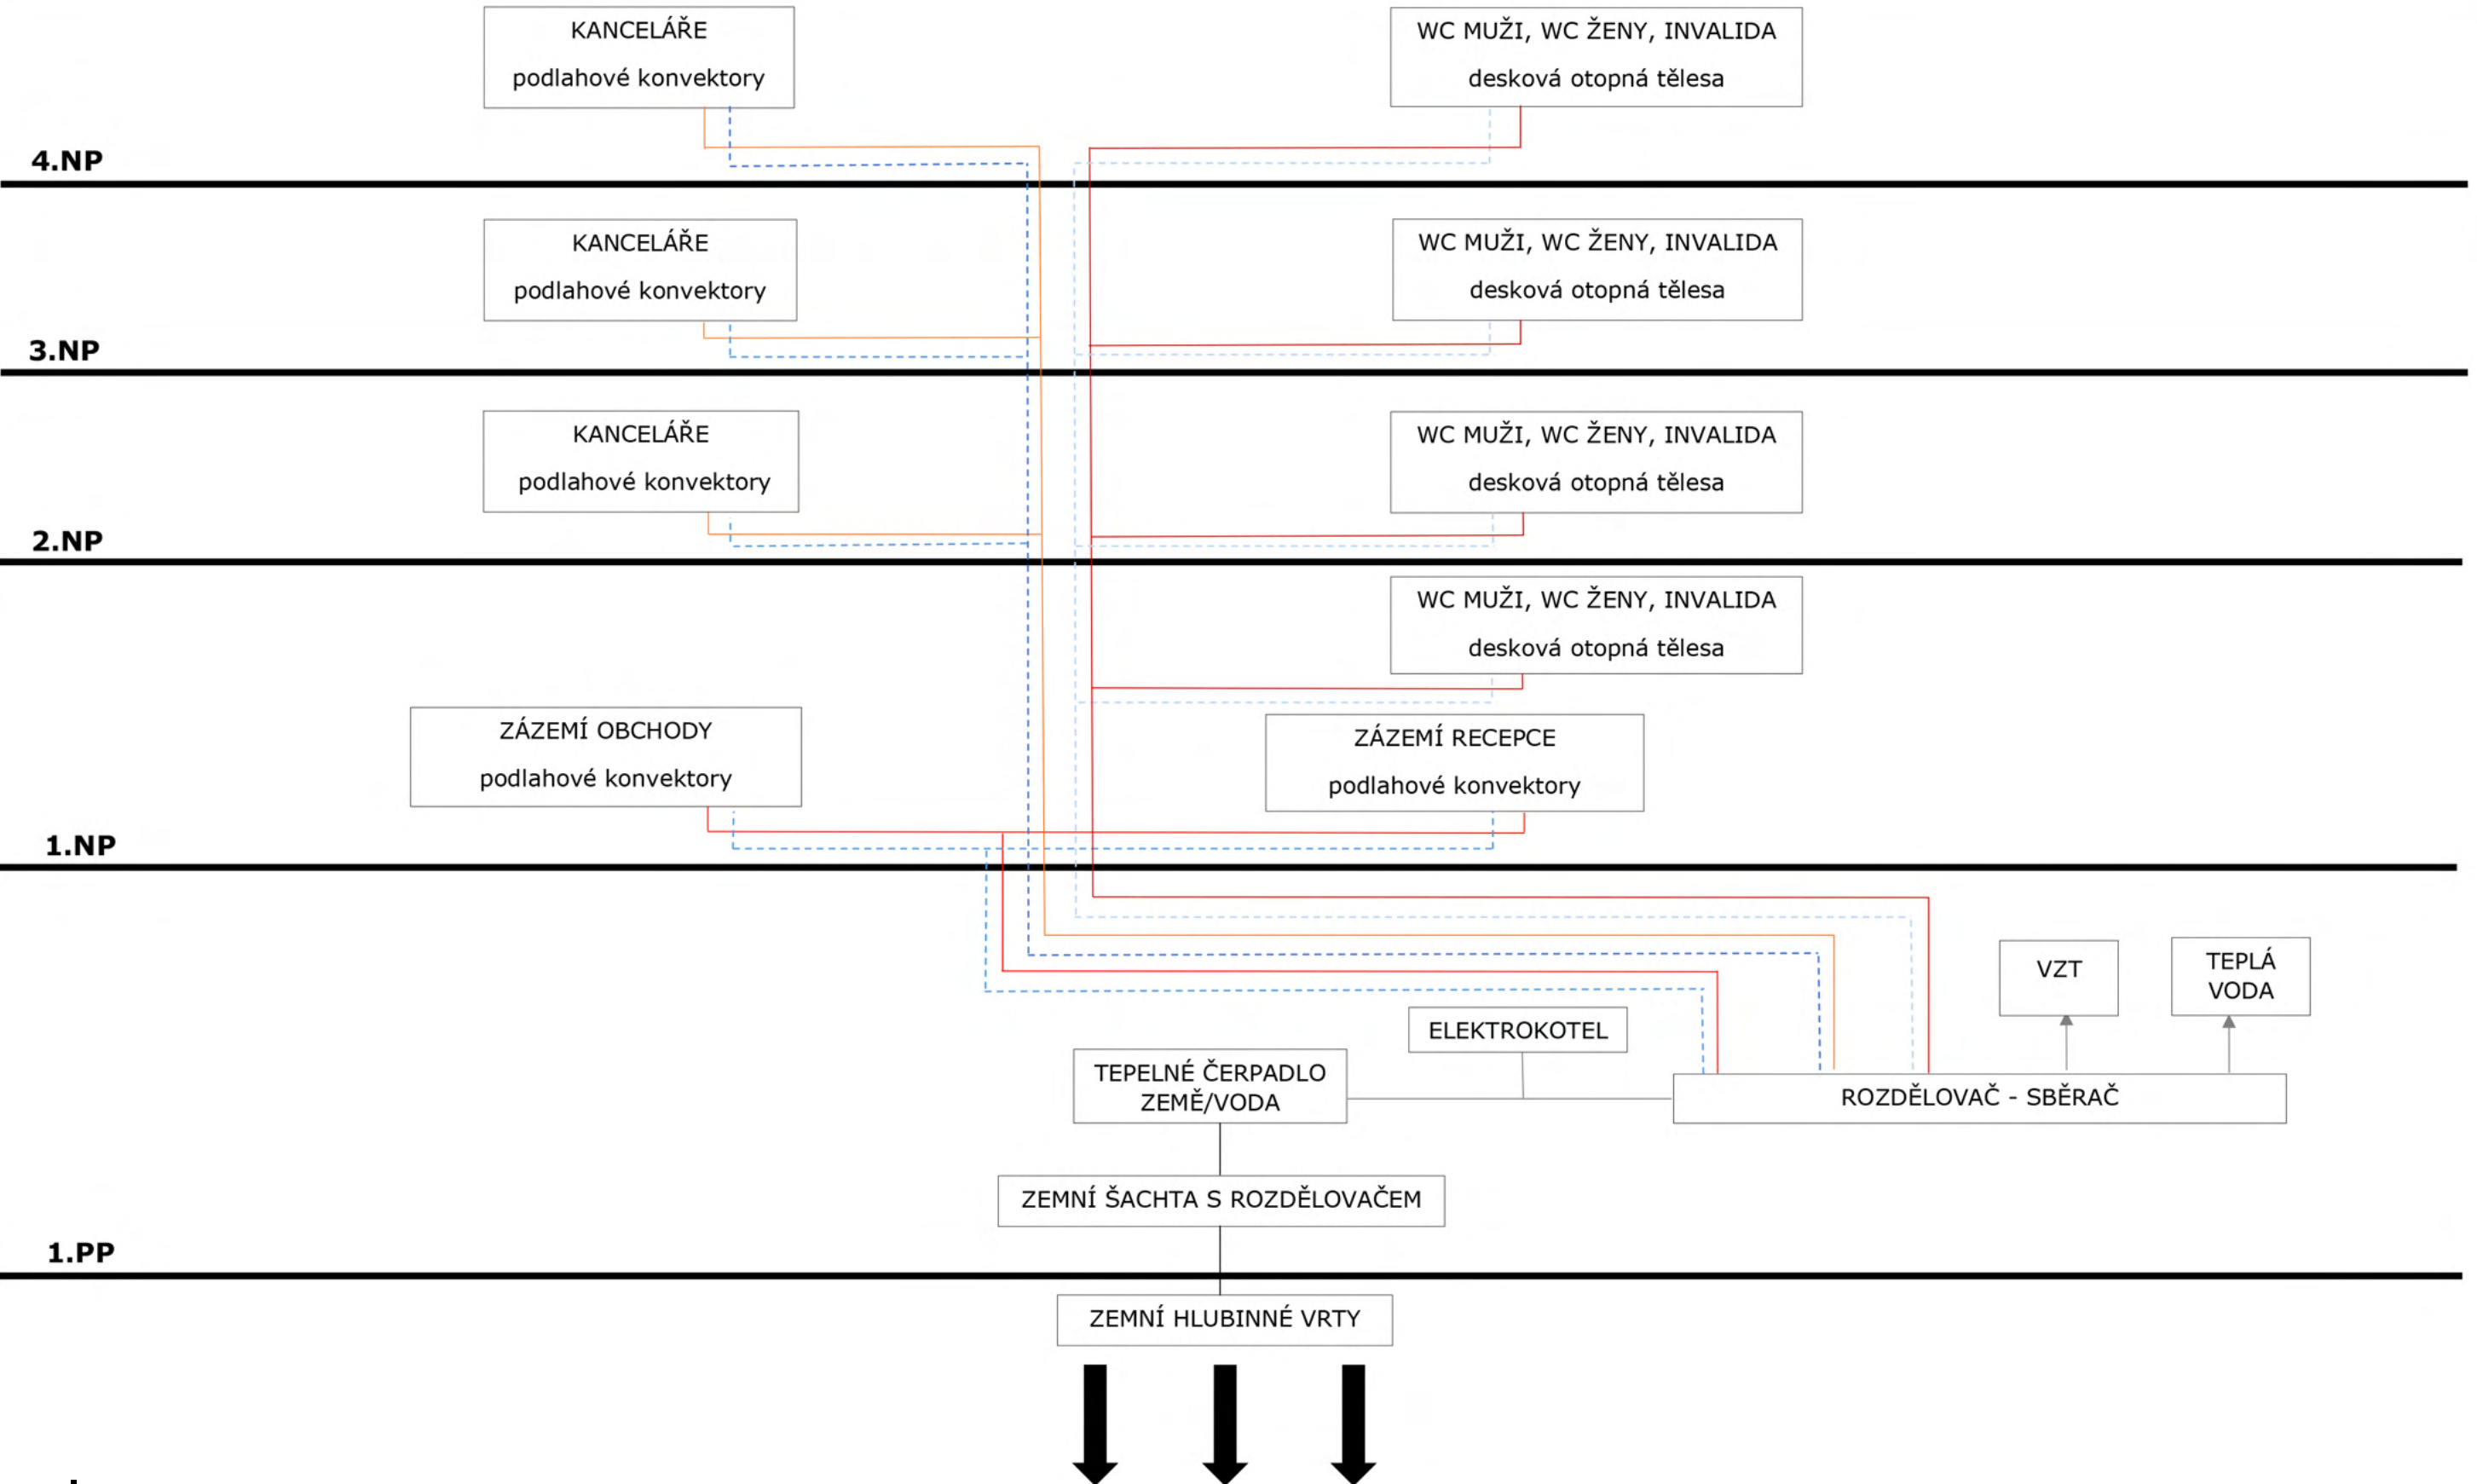 KANCELÁŘE
podlahové konvektory
WC MUŽI, WC ŽENY, INVALIDA
desková otopná tělesa
4.NP
KANCELÁŘE
podlahové konvektory
WC MUŽI, WC ŽENY, INVALIDA
desková otopná tělesa
3.NP
KANCELÁŘE
podlahové konvektory
WC MUŽI, WC ŽENY, INVALIDA
desková otopná tělesa
2.NP
WC MUŽI, WC ŽENY, INVALIDA
desková otopná tělesa
ZÁZEMÍ OBCHODY
podlahové konvektory
ZÁZEMÍ RECEPCE
podlahové konvektory
1.NP
VZT
TEPLÁ
VODA
ELEKTROKOTEL
TEPELNÉ ČERPADLO
ZEMĚ/VODA
ROZDĚLOVAČ - SBĚRAČ
ZEMNÍ ŠACHTA S ROZDĚLOVAČEM
1.PP
ZEMNÍ HLUBINNÉ VRTY